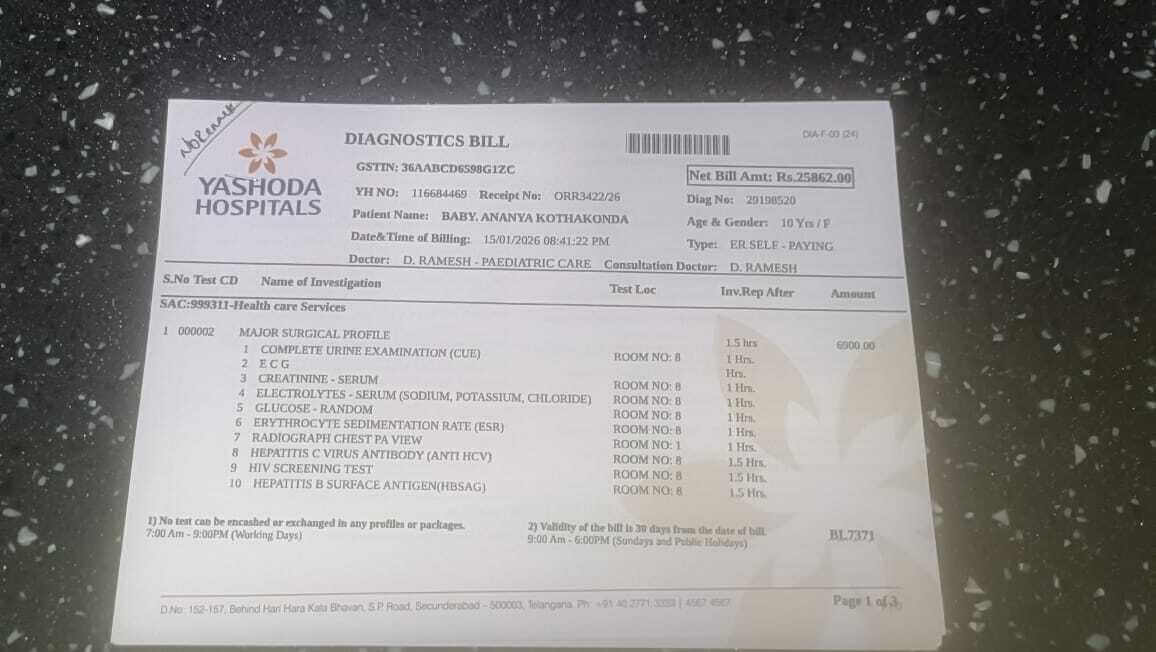 No Remark
YASHODA
HOSPITALS
DIAGNOSTICS BILL
DIA-F-03 (24)
GSTIN: 36AABCD6598G1ZC
Net Bill Amt: Rs.25862.00
YH NO: 116684469 Receipt No: ORR3422/26
Diag No: 29198520
Patient Name: BABY. ANANYA KOTHAKONDA
Age & Gender: 10 Yrs / F
Date&Time of Billing: 15/01/2026 08:41:22 PM
Type: ER SELF - PAYING
Doctor: D. RAMESH - PAEDIATRIC CARE Consultation Doctor: D. RAMESH
S.No Test CD Name of Investigation Test Loc Inv.Rep After Amount
SAC:999311-Health care Services
1 000002 MAJOR SURGICAL PROFILE 1.5 hrs 6900.00
1 COMPLETE URINE EXAMINATION (CUE) ROOM NO: 8 1 Hrs.
2 E C G Hrs.
3 CREATININE - SERUM ROOM NO: 8 1 Hrs.
4 ELECTROLYTES - SERUM (SODIUM, POTASSIUM, CHLORIDE) ROOM NO: 8 1 Hrs.
5 GLUCOSE - RANDOM ROOM NO: 8 1 Hrs.
6 ERYTHROCYTE SEDIMENTATION RATE (ESR) ROOM NO: 8 1 Hrs.
7 RADIOGRAPH CHEST PA VIEW ROOM NO: 1 1 Hrs.
8 HEPATITIS C VIRUS ANTIBODY (ANTI HCV) ROOM NO: 8 1.5 Hrs.
9 HIV SCREENING TEST ROOM NO: 8 1.5 Hrs.
10 HEPATITIS B SURFACE ANTIGEN(HBSAG) ROOM NO: 8 1.5 Hrs.
1) No test can be encashed or exchanged in any profiles or packages. 2) Validity of the bill is 30 days from the date of bill.
7:00 Am - 9:00PM (Working Days) 9:00 Am - 6:00PM (Sundays and Public Holidays) BL7371
D.No: 152-157, Behind Hari Hara Kala Bhavan, S.P. Road, Secunderabad - 500003, Telangana. Ph: +91 40 2771 3333 | 4567 4567
Page 1 of 3